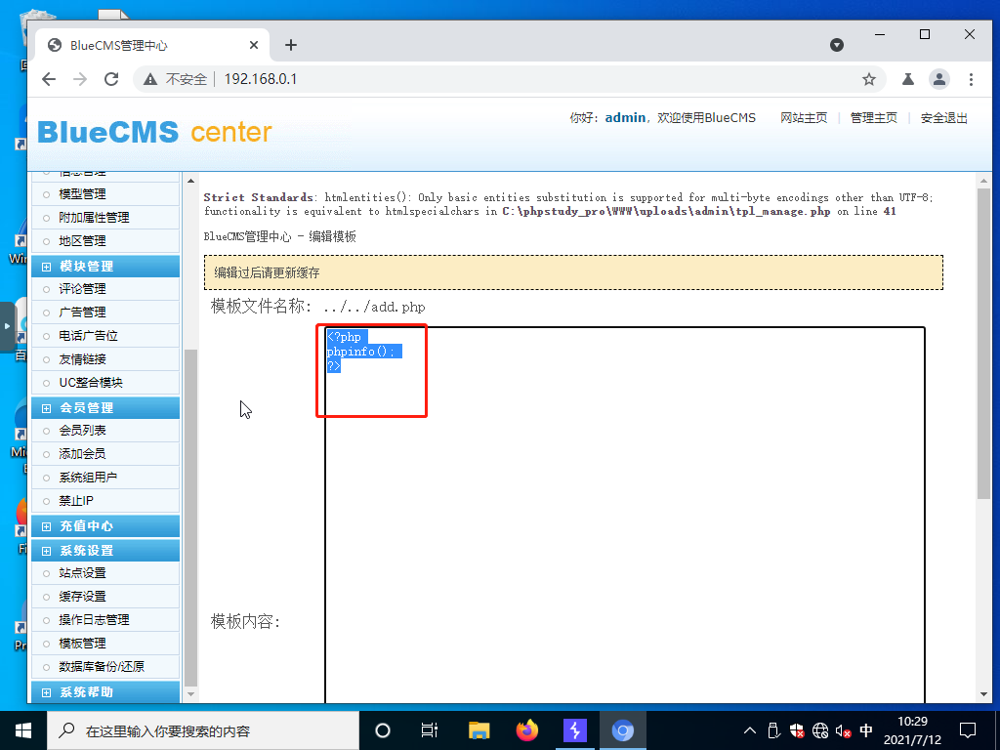 BlueCMS管理中心
不安全
192.168.0.1
BlueCMS center
你好：admin，欢迎使用BlueCMS
网站主页 | 管理主页 | 安全退出
模型管理
附加属性管理
地区管理
模块管理
评论管理
广告管理
电话广告位
友情链接
UC整合模块
会员管理
会员列表
添加会员
系统组用户
禁止IP
充值中心
系统设置
站点设置
缓存设置
操作日志管理
模板管理
数据库备份/还原
系统帮助
Strict Standards: htmlentities(): Only basic entities substitution is supported for multi-byte encodings other than UTF-8;
functionality is equivalent to htmlspecialchars in C:\phpstudy_pro\WWW\uploads\admin\tpl_manage.php on line 41
BlueCMS管理中心 - 编辑模板
编辑过后请更新缓存
模板文件名称: ../../add.php
<?php
phpinfo();
?>
模板内容:
在这里输入你要搜索的内容
中
10:29
2021/7/12